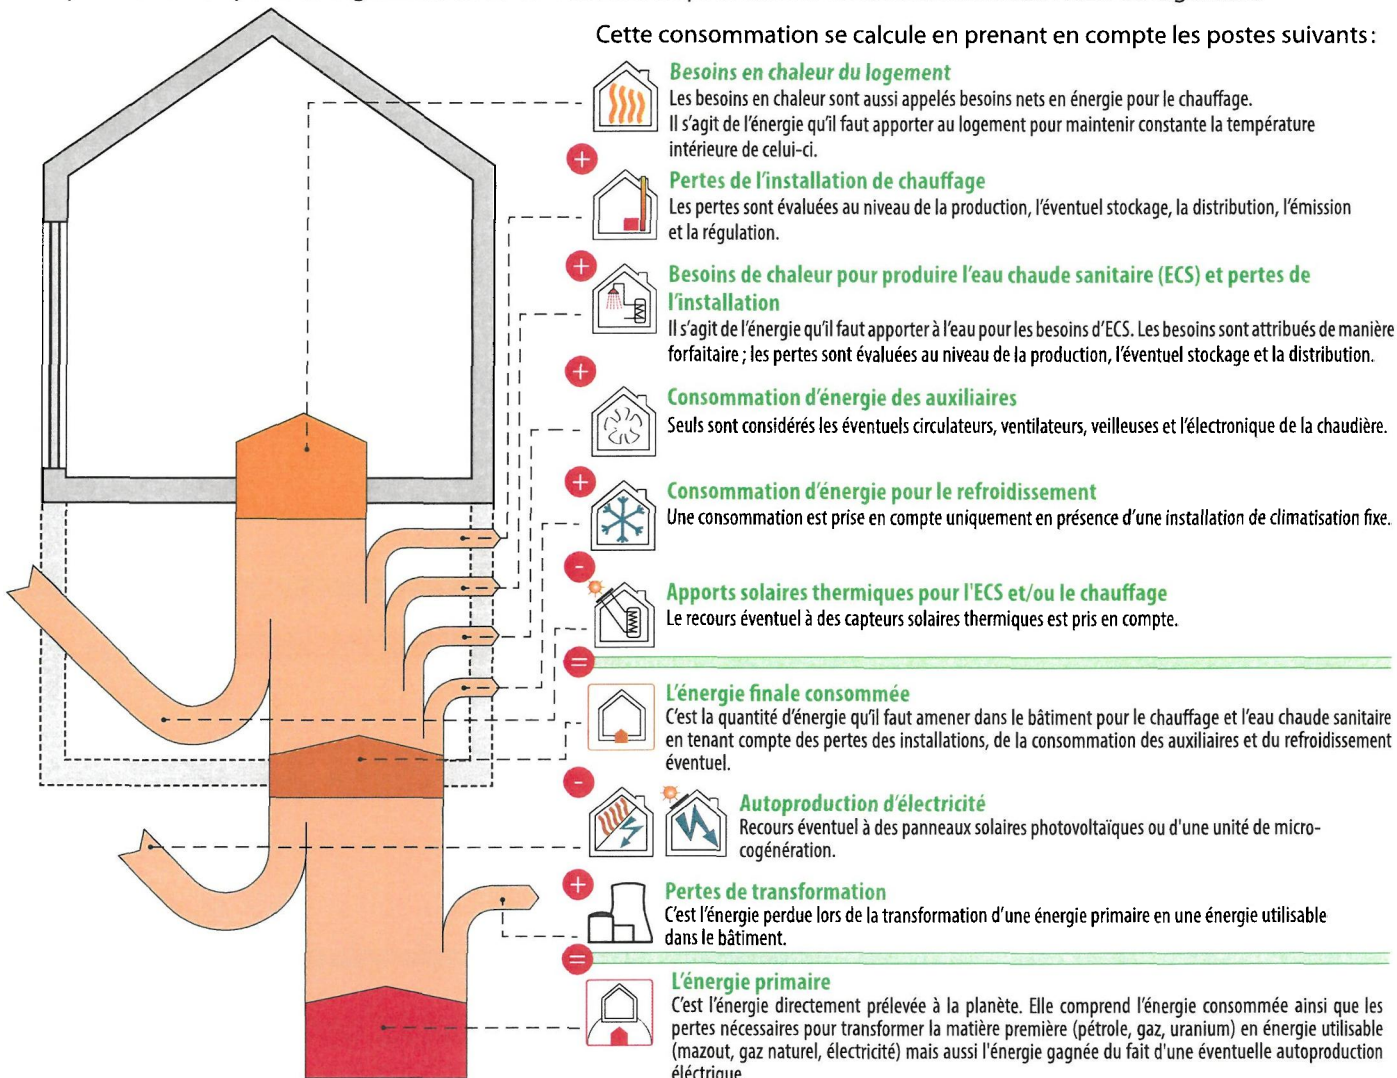 Cette consommation se calcule en prenant en compte les postes suivants :
Besoins en chaleur du logement
Les besoins en chaleur sont aussi appelés besoins nets en énergie pour le chauffage.
Il s'agit de l'énergie qu'il faut apporter au logement pour maintenir constante la température
intérieure de celui-ci.
+
Pertes de l'installation de chauffage
Les pertes sont évaluées au niveau de la production, l'éventuel stockage, la distribution, l'émission
et la régulation.
+
Besoins de chaleur pour produire l'eau chaude sanitaire (ECS) et pertes de
l'installation
Il s'agit de l'énergie qu'il faut apporter à l'eau pour les besoins d'ECS. Les besoins sont attribués de manière
forfaitaire ; les pertes sont évaluées au niveau de la production, l'éventuel stockage et la distribution.
+
Consommation d'énergie des auxiliaires
Seuls sont considérés les éventuels circulateurs, ventilateurs, veilleuses et l'électronique de la chaudière.
+
Consommation d'énergie pour le refroidissement
Une consommation est prise en compte uniquement en présence d'une installation de climatisation fixe.
-
Apports solaires thermiques pour l'ECS et/ou le chauffage
Le recours éventuel à des capteurs solaires thermiques est pris en compte.
=
L'énergie finale consommée
C'est la quantité d'énergie qu'il faut amener dans le bâtiment pour le chauffage et l'eau chaude sanitaire
en tenant compte des pertes des installations, de la consommation des auxiliaires et du refroidissement
éventuel.
-
Autoproduction d'électricité
Recours éventuel à des panneaux solaires photovoltaïques ou d'une unité de micro-
cogénération.
+
Pertes de transformation
C'est l'énergie perdue lors de la transformation d'une énergie primaire en une énergie utilisable
dans le bâtiment.
=
L'énergie primaire
C'est l'énergie directement prélevée à la planète. Elle comprend l'énergie consommée ainsi que les
pertes nécessaires pour transformer la matière première (pétrole, gaz, uranium) en énergie utilisable
(mazout, gaz naturel, électricité) mais aussi l'énergie gagnée du fait d'une éventuelle autoproduction
éléctrique